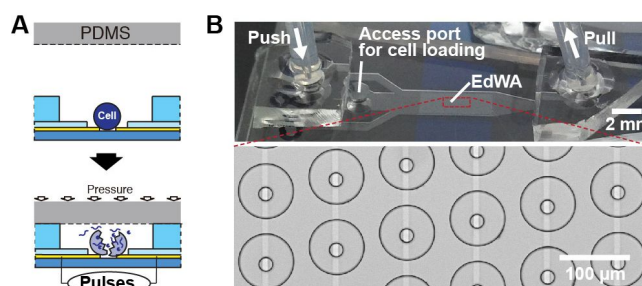 A
PDMS
Cell
Pressure
Pulses
B
Push
Access port
for cell loading
Pull
EdWA
2 mm
100 μm